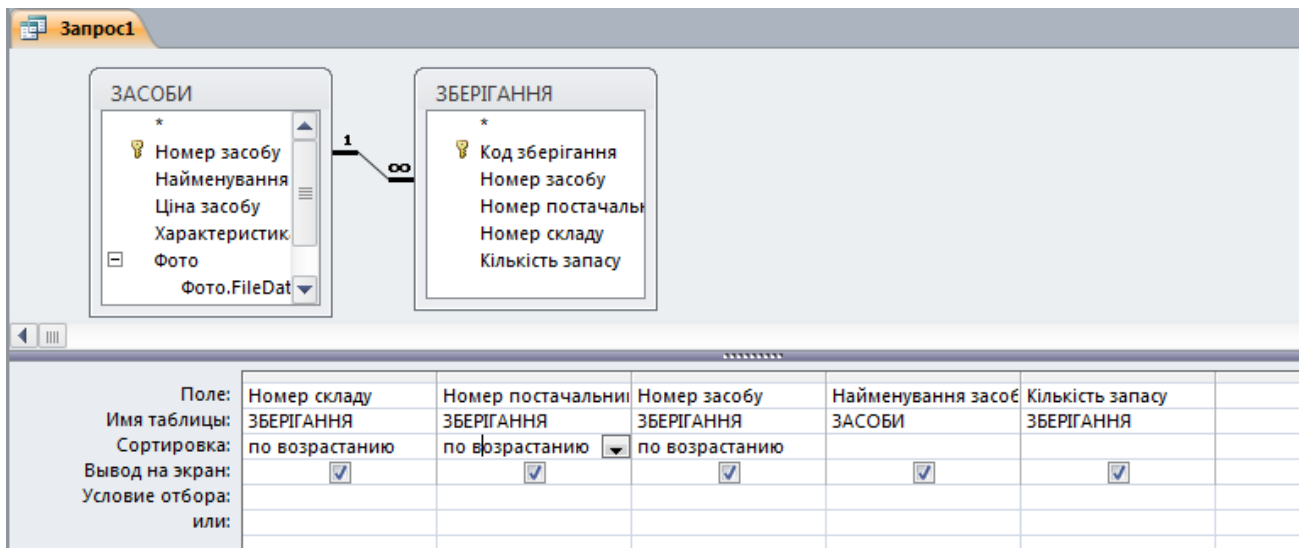 Запрос1
ЗАСОБИ
*
Номер засобу
Найменування
Ціна засобу
Характеристик
Фото
Фото.FileDat
1
∞
ЗБЕРІГАННЯ
*
Код зберігання
Номер засобу
Номер постачальн
Номер складу
Кількість запасу
Поле: Номер складу Номер постачальни Номер засобу Найменування засоб Кількість запасу
Имя таблицы: ЗБЕРІГАННЯ ЗБЕРІГАННЯ ЗБЕРІГАННЯ ЗАСОБИ ЗБЕРІГАННЯ
Сортировка: по возрастанию по возрастанию по возрастанию
Вывод на экран:
Условие отбора:
или: